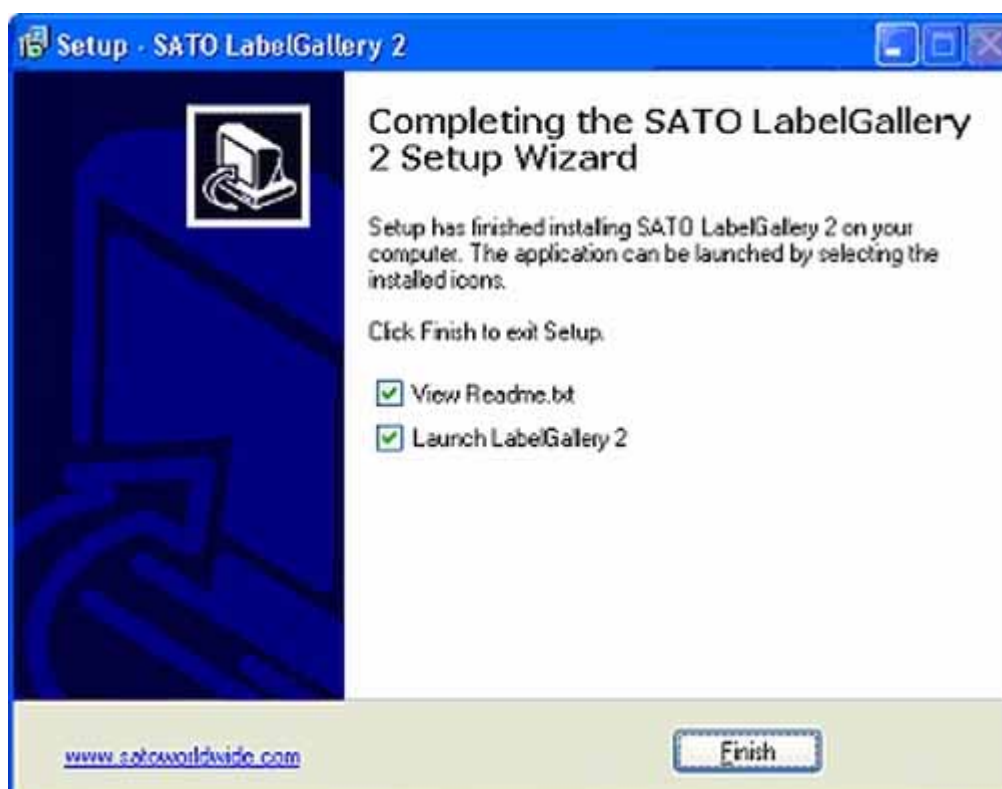 Setup - SATO LabelGallery 2
Completing the SATO LabelGallery
2 Setup Wizard
Setup has finished installing SATO LabelGallery 2 on your
computer. The application can be launched by selecting the
installed icons.
Click Finish to exit Setup.
View Readme.txt
Launch LabelGallery 2
www.satoworldwide.com
Finish